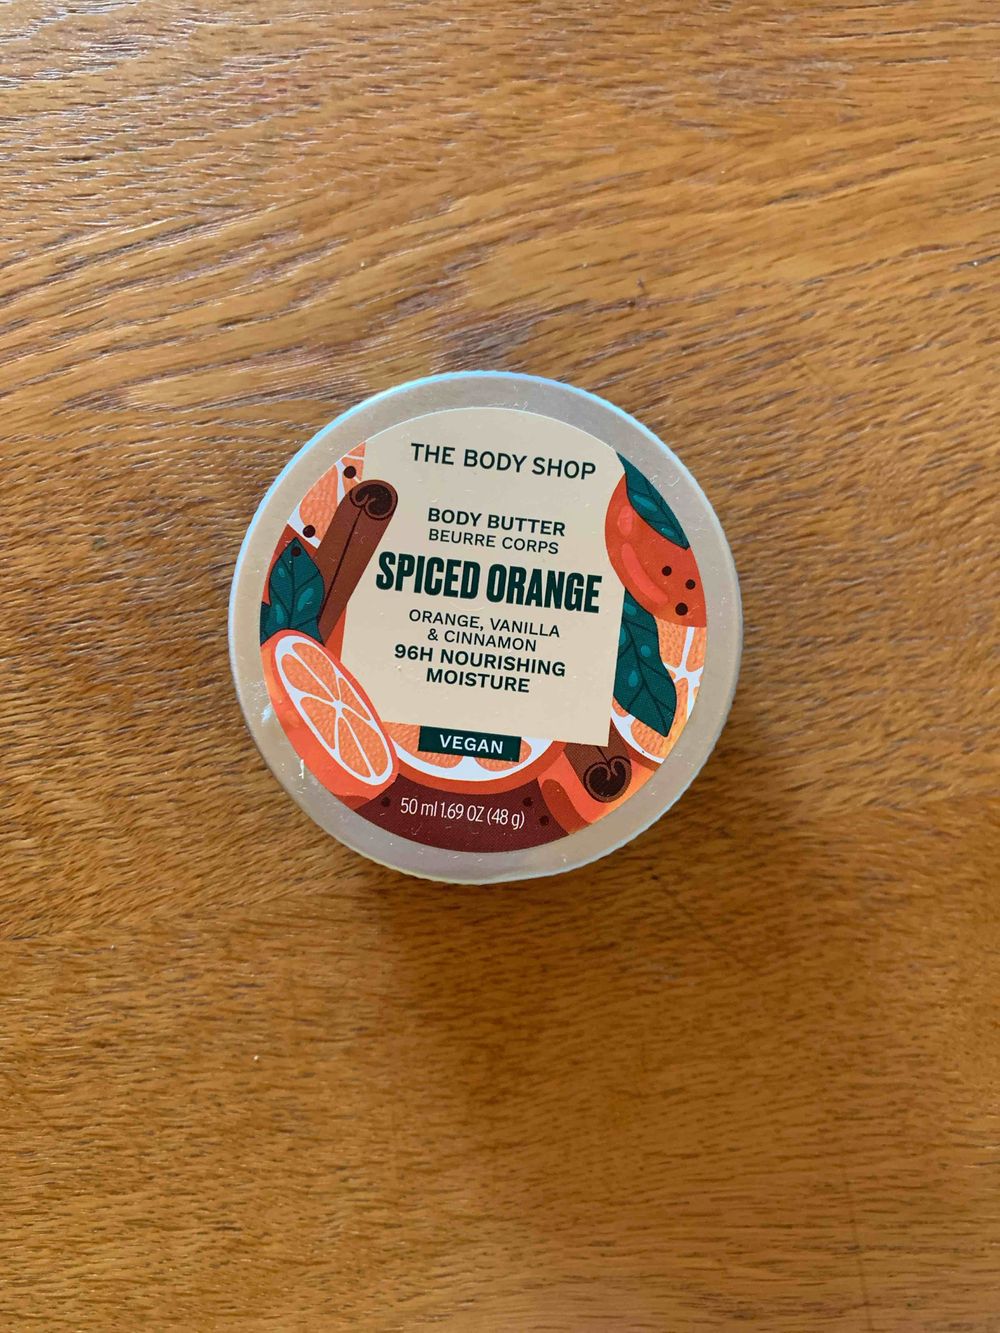 THE BODY SHOP
BODY BUTTER
BEURRE CORPS
SPICED ORANGE
ORANGE, VANILLA
& CINNAMON
96H NOURISHING
MOISTURE
VEGAN
50 ml 1.69 OZ (48 g)